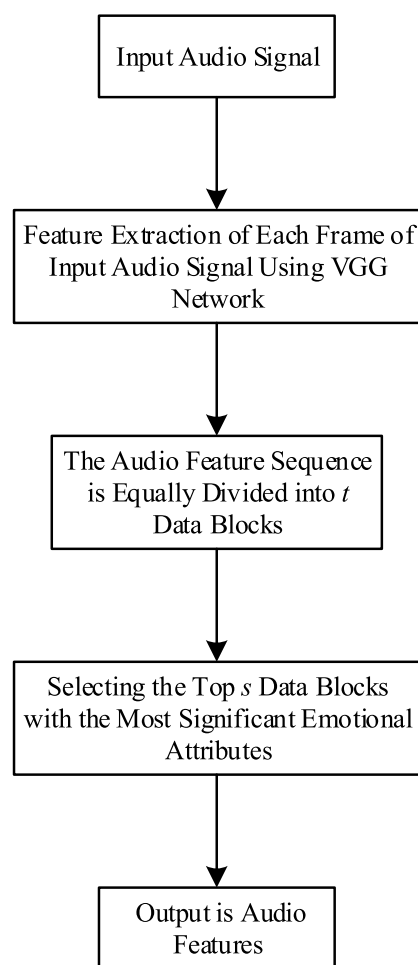 Input Audio Signal
Feature Extraction of Each Frame of
Input Audio Signal Using VGG
Network
The Audio Feature Sequence
is Equally Divided into t
Data Blocks
Selecting the Top s Data Blocks
with the Most Significant Emotional
Attributes
Output is Audio
Features